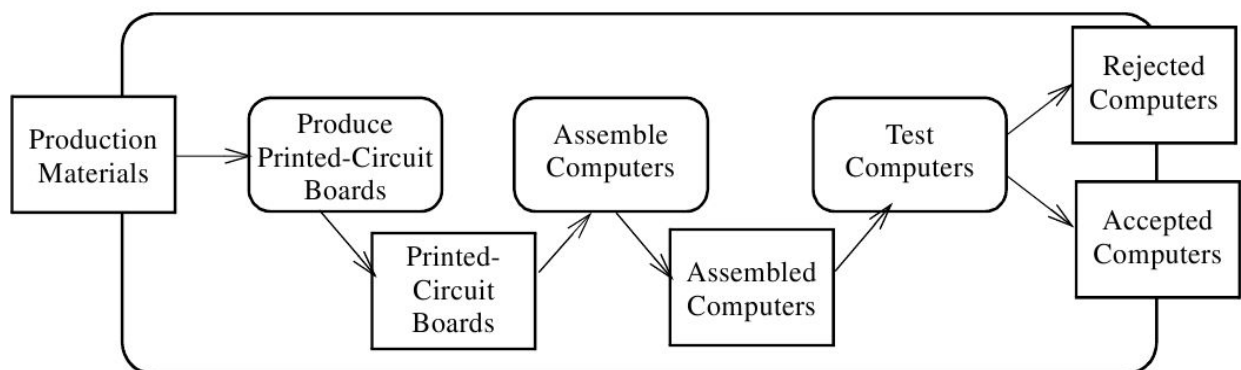 Production
Materials
Produce
Printed-Circuit
Boards
Printed-
Circuit
Boards
Assemble
Computers
Assembled
Computers
Test
Computers
Rejected
Computers
Accepted
Computers